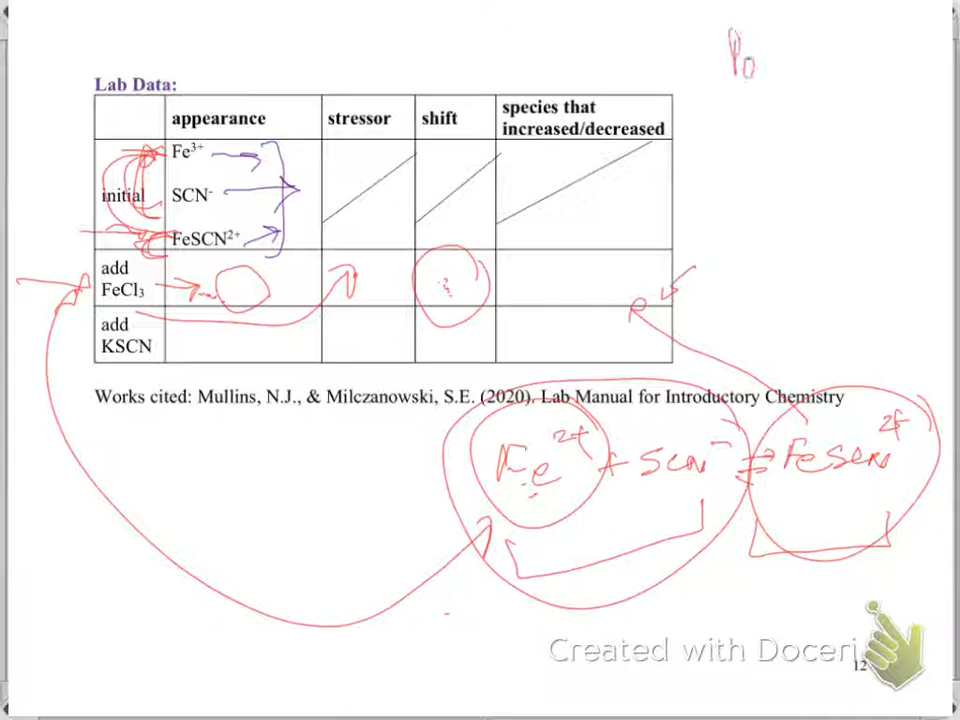 Po
Lab Data:
appearance stressor shift species that increased/decreased
initial
Fe³⁺
SCN⁻
FeSCN²⁺
add FeCl₃
add KSCN
Works cited: Mullins, N.J., & Milczanowski, S.E. (2020). Lab Manual for Introductory Chemistry
Fe²⁺ + SCN⁻ ⇌ FeSCN²⁺
Created with Doceri
12